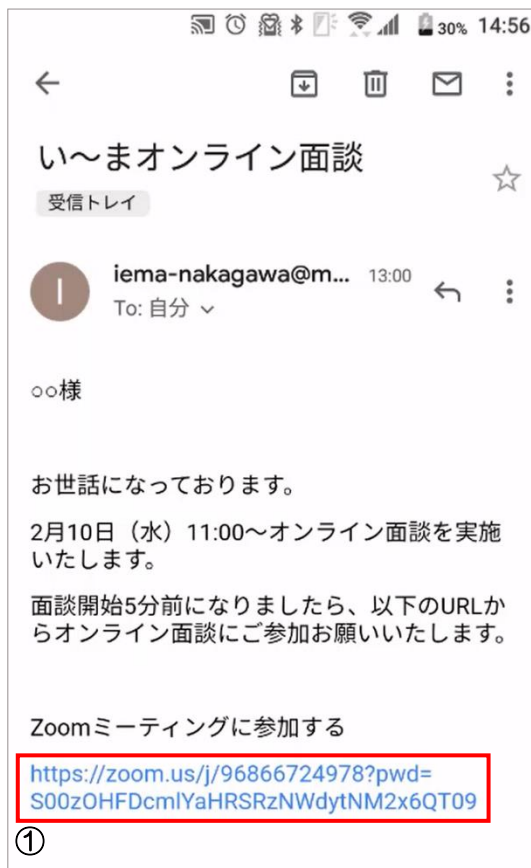 30% 14:56
い～まオンライン面談
受信トレイ
I
iema-nakagawa@m... 13:00
To: 自分
○○様
お世話になっております。
2月10日（水）11:00～オンライン面談を実施
いたします。
面談開始5分前になりましたら、以下のURLか
らオンライン面談にご参加お願いいたします。
Zoomミーティングに参加する
https://zoom.us/j/96866724978?pwd=
S00zOHFDcmlYaHRSRzNWdytNM2x6QT09
①